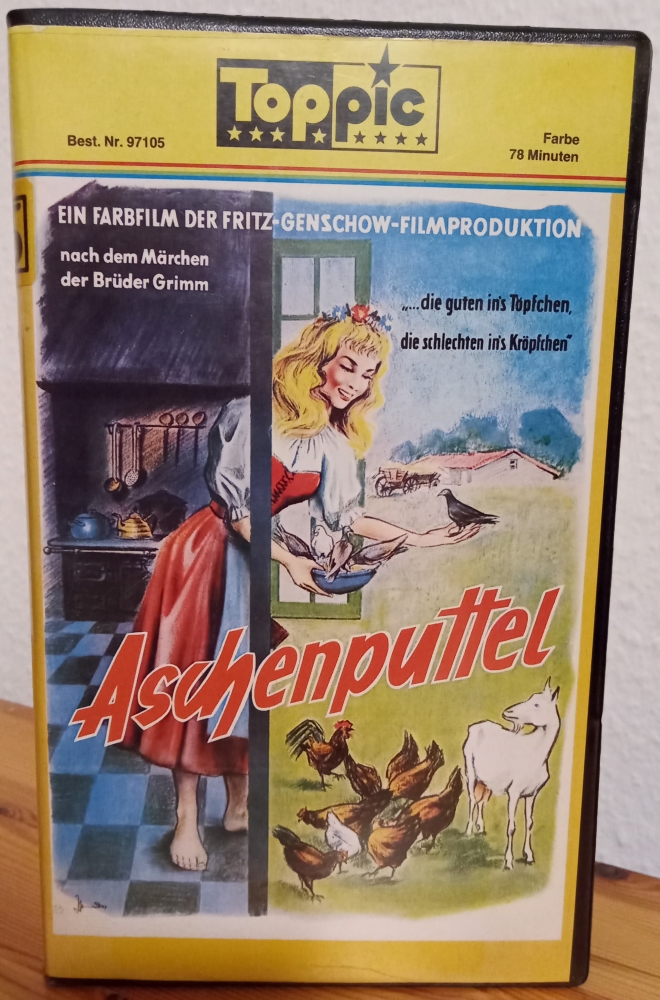 Toppic
Best. Nr. 97105
Farbe
78 Minuten
EIN FARBFILM DER FRITZ-GENSCHOW-FILMPRODUKTION
nach dem Märchen
der Brüder Grimm
„...die guten in's Töpfchen,
die schlechten in's Kröpfchen"
Aschenputtel